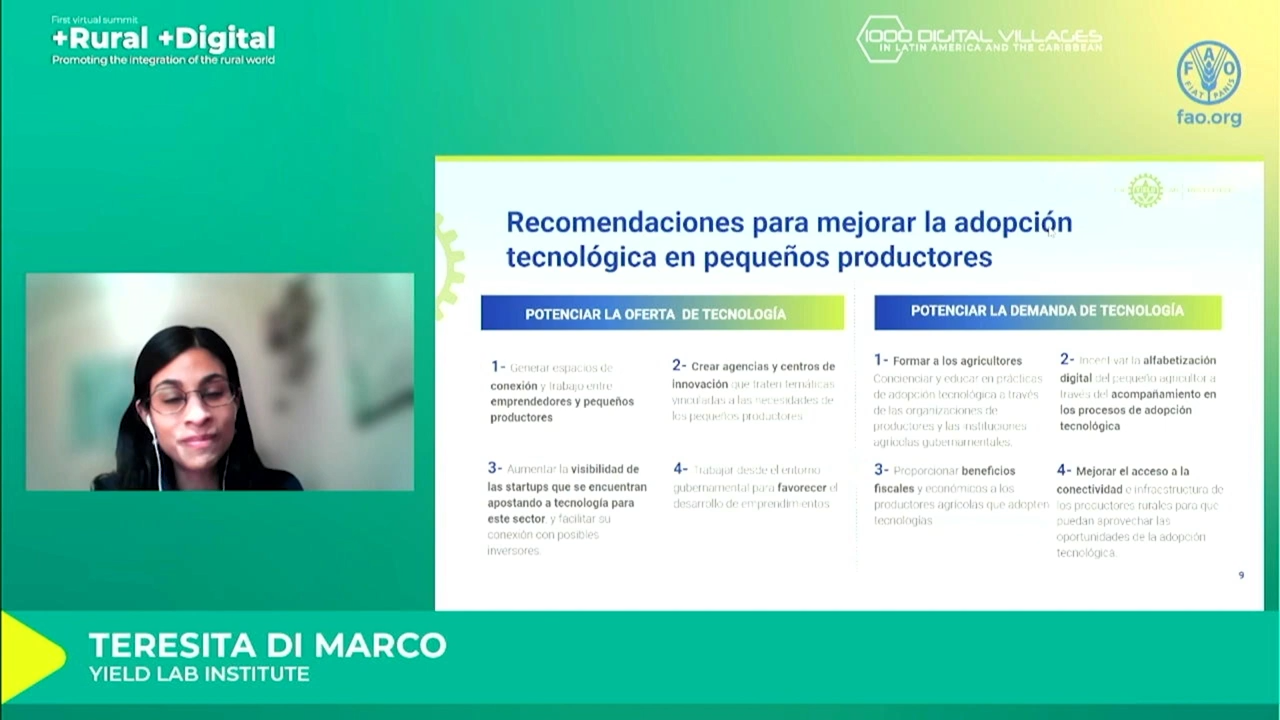 First virtual summit
+Rural +Digital
Promoting the integration of the rural world
1000 DIGITAL VILLAGES
IN LATIN AMERICA AND THE CARIBBEAN
F A O
FIAT PANIS
fao.org
Recomendaciones para mejorar la adopción
tecnológica en pequeños productores
POTENCIAR LA OFERTA DE TECNOLOGÍA
1- Generar espacios de
conexión y trabajo entre
emprendedores y pequeños
productores
2- Crear agencias y centros de
innovación que traten temáticas
vinculadas a las necesidades de
los pequeños productores.
3- Aumentar la visibilidad de
las startups que se encuentran
apostando a tecnología para
este sector, y facilitar su
conexión con posibles
inversores.
4- Trabajar desde el entorno
gubernamental para favorecer el
desarrollo de emprendimientos
POTENCIAR LA DEMANDA DE TECNOLOGÍA
1- Formar a los agricultores
Concienciar y educar en prácticas
de adopción tecnológica a través
de las organizaciones de
productores y las instituciones
agrícolas gubernamentales.
2- Incentivar la alfabetización
digital del pequeño agricultor a
través del acompañamiento en
los procesos de adopción
tecnológica
3- Proporcionar beneficios
fiscales y económicos a los
productores agrícolas que adopten
tecnologías
4- Mejorar el acceso a la
conectividad e infraestructura de
los productores rurales para que
puedan aprovechar las
oportunidades de la adopción
tecnológica.
9
TERESITA DI MARCO
YIELD LAB INSTITUTE